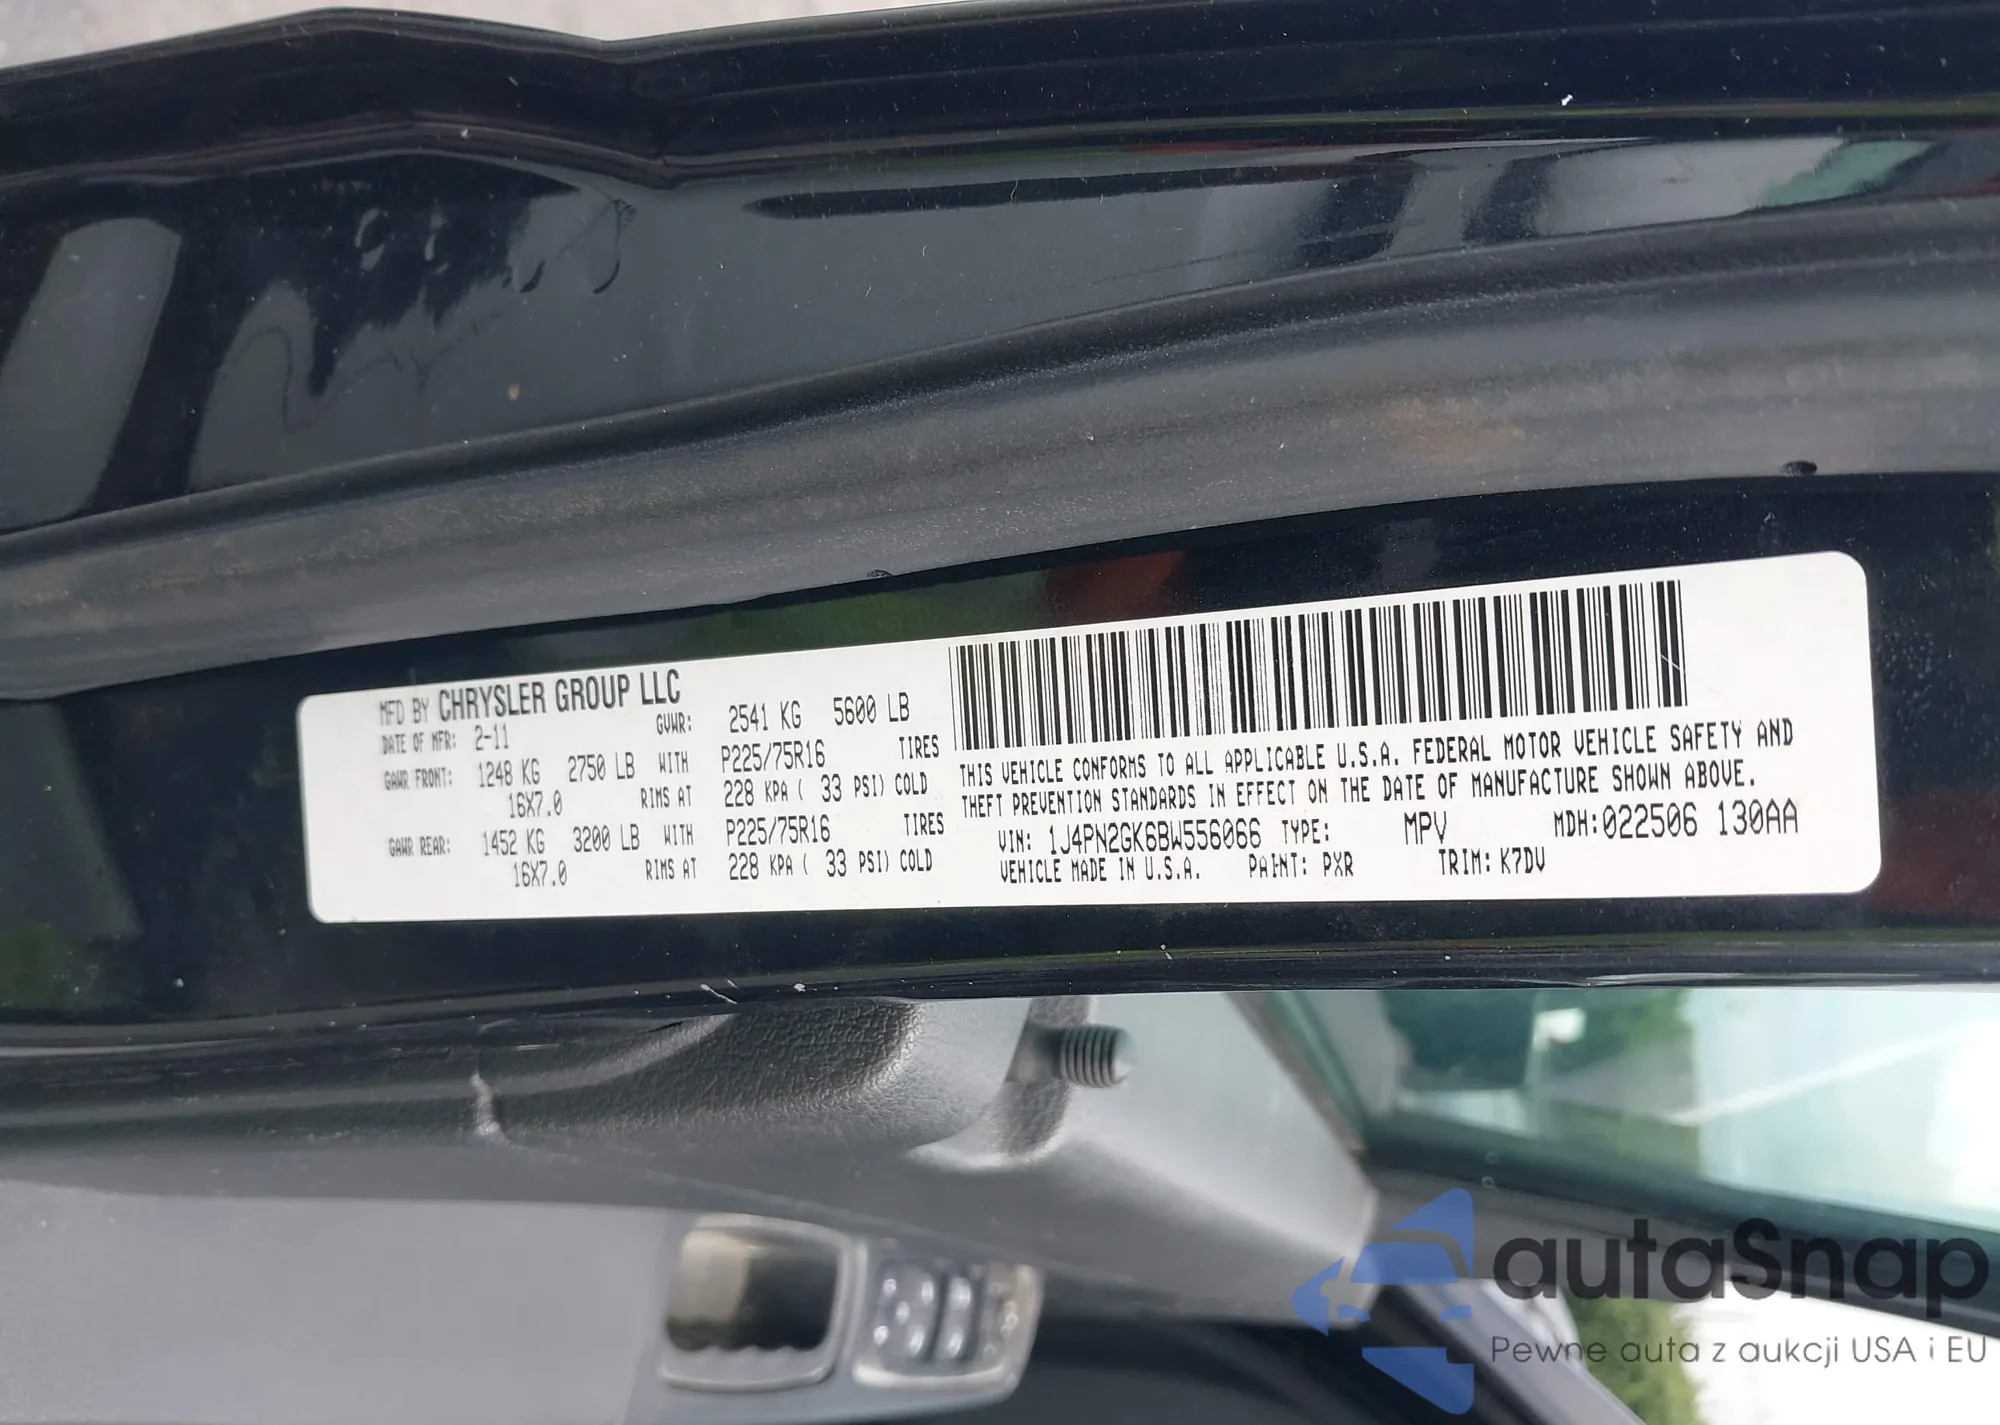 MFD BY CHRYSLER GROUP LLC
DATE OF MFR: 2-11 GVWR: 2541 KG 5600 LB
GAWR FRONT: 1248 KG 2750 LB WITH P225/75R16 TIRES
16X7.0 RIMS AT 228 KPA ( 33 PSI) COLD
GAWR REAR: 1452 KG 3200 LB WITH P225/75R16 TIRES
16X7.0 RIMS AT 228 KPA ( 33 PSI) COLD
THIS VEHICLE CONFORMS TO ALL APPLICABLE U.S.A. FEDERAL MOTOR VEHICLE SAFETY AND
THEFT PREVENTION STANDARDS IN EFFECT ON THE DATE OF MANUFACTURE SHOWN ABOVE.
VIN: 1J4PN2GK6BW556066 TYPE: MPV MDH:022506 130AA
VEHICLE MADE IN U.S.A. PAINT: PXR TRIM: K7DV
autaSnap
Pewne auta z aukcji USA i EU